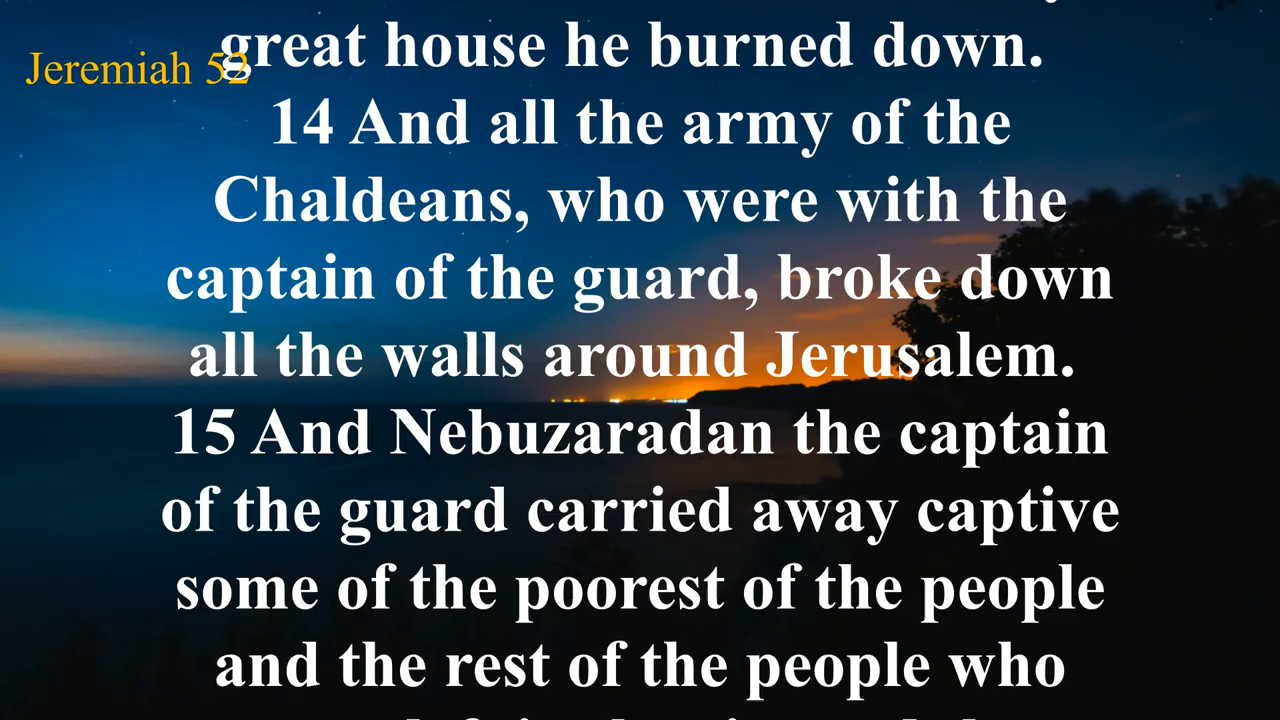 Jeremiah 52
great house he burned down.
14 And all the army of the
Chaldeans, who were with the
captain of the guard, broke down
all the walls around Jerusalem.
15 And Nebuzaradan the captain
of the guard carried away captive
some of the poorest of the people
and the rest of the people who